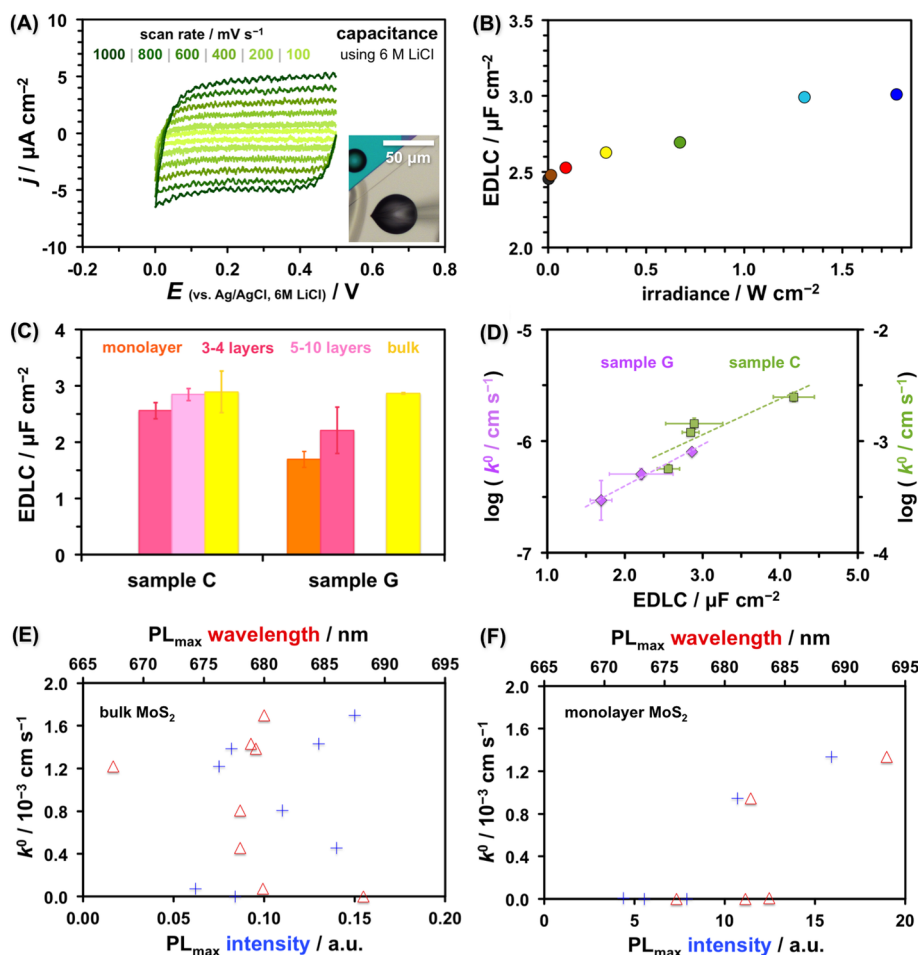 (A)
scan rate / mV s⁻¹
1000 | 800 | 600 | 400 | 200 | 100
capacitance
using 6 M LiCl
10
5
0
-5
-10
j / µA cm⁻²
50 µm
-0.2 0.0 0.2 0.4 0.6 0.8
E (vs. Ag/AgCl, 6M LiCl) / V
(B)
EDLC / µF cm⁻²
4.0
3.5
3.0
2.5
2.0
0 0.5 1.0 1.5
irradiance / W cm⁻²
(C)
monolayer 3-4 layers 5-10 layers bulk
EDLC / µF cm⁻²
4
3
2
1
0
sample C sample G
(D)
sample G sample C
log ( k⁰ / cm s⁻¹)
-5
-6
-7
-2
-3
-4
log ( k⁰ / cm s⁻¹)
1.0 2.0 3.0 4.0 5.0
EDLC / µF cm⁻²
(E)
PLmax wavelength / nm
665 670 675 680 685 690 695
bulk MoS₂
k⁰ / 10⁻³ cm s⁻¹
2.0
1.6
1.2
0.8
0.4
0.0
0.00 0.05 0.10 0.15 0.20
PLmax intensity / a.u.
(F)
PLmax wavelength / nm
665 670 675 680 685 690 695
monolayer MoS₂
k⁰ / 10⁻³ cm s⁻¹
2.0
1.6
1.2
0.8
0.4
0.0
0 5 10 15 20
PLmax intensity / a.u.